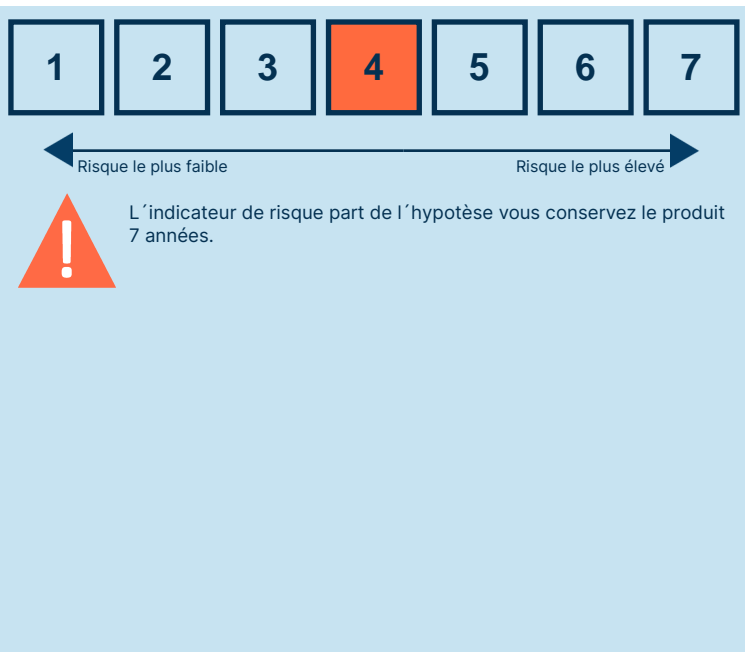 1 2 3 4 5 6 7
Risque le plus faible Risque le plus élevé
!
L´indicateur de risque part de l´hypotèse vous conservez le produit
7 années.